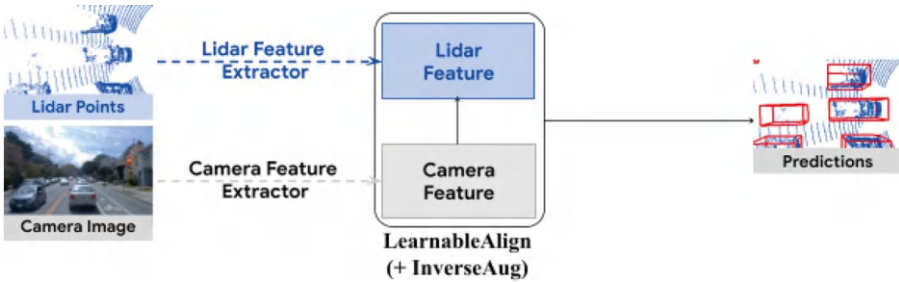 Lidar Feature
Extractor
Lidar Points
Lidar
Feature
Camera Feature
Extractor
Camera Image
Camera
Feature
LearnableAlign
(+ InverseAug)
Predictions